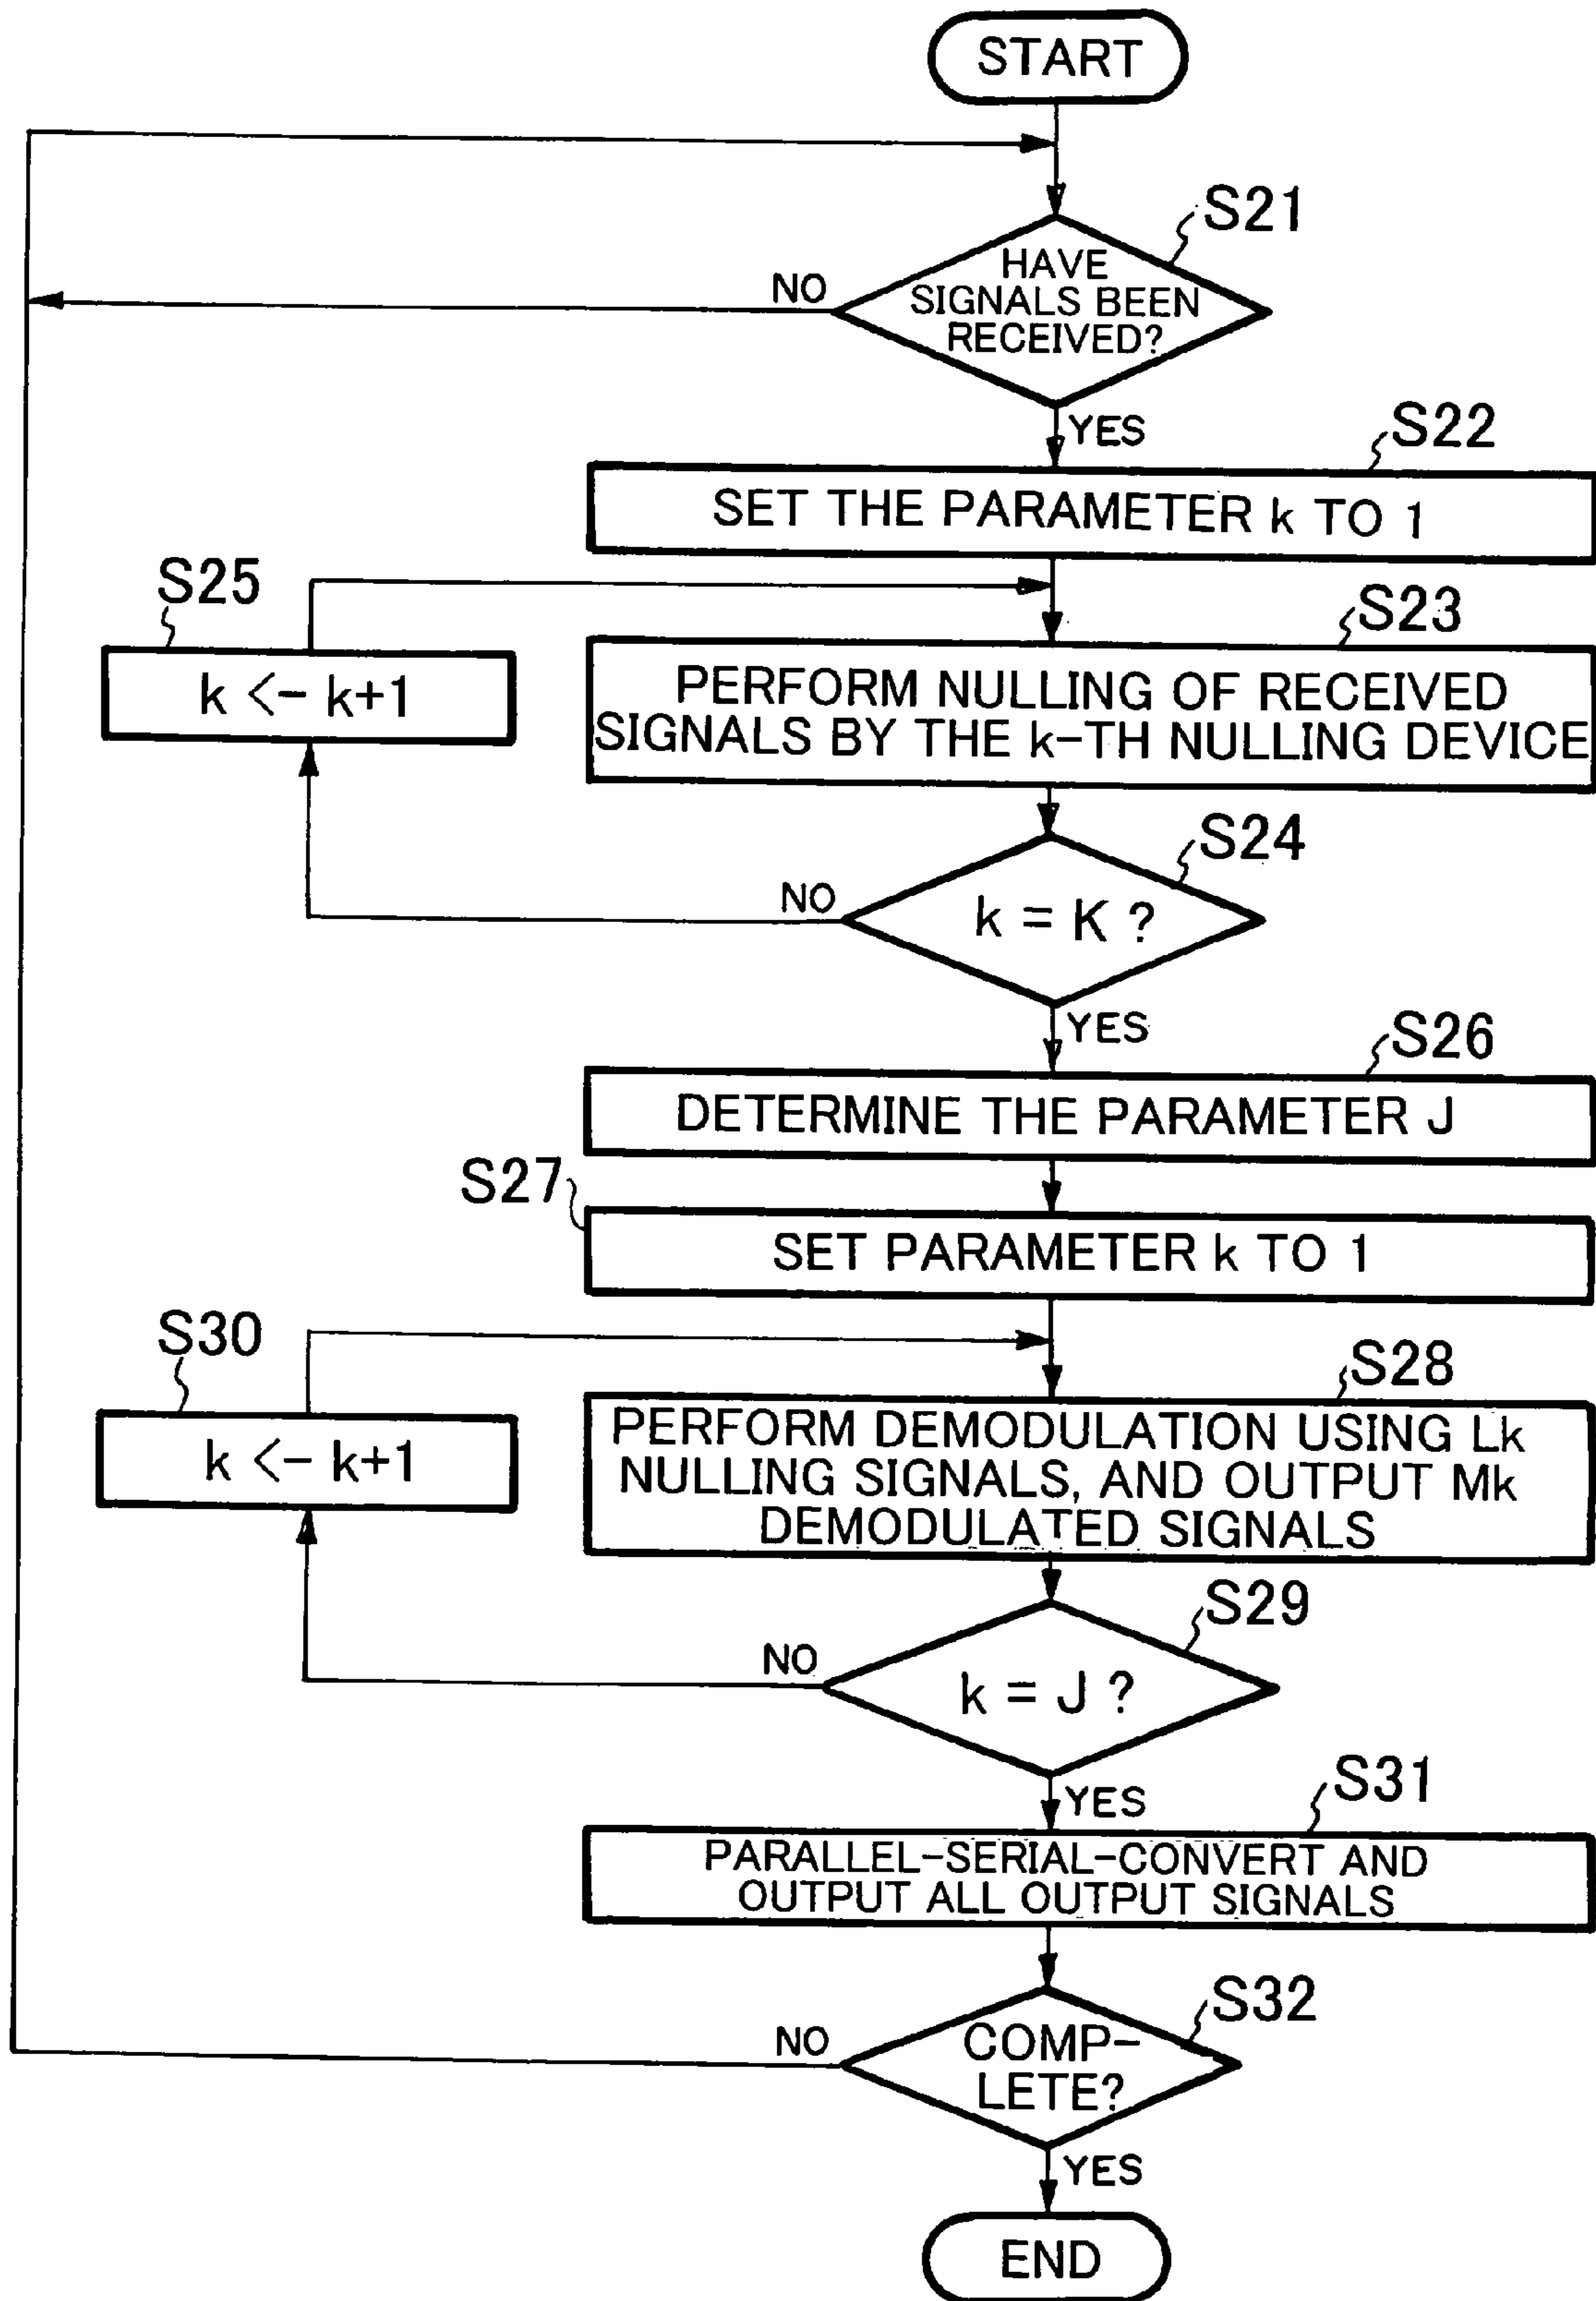 START
S21
HAVE
SIGNALS BEEN
RECEIVED?
NO
YES
S22
SET THE PARAMETER k TO 1
S25
k <- k+1
S23
PERFORM NULLING OF RECEIVED
SIGNALS BY THE k-TH NULLING DEVICE
S24
NO
k = K ?
YES
S26
DETERMINE THE PARAMETER J
S27
SET PARAMETER k TO 1
S30
k <- k+1
S28
PERFORM DEMODULATION USING Lk
NULLING SIGNALS, AND OUTPUT Mk
DEMODULATED SIGNALS
S29
NO
k = J ?
YES
S31
PARALLEL-SERIAL-CONVERT AND
OUTPUT ALL OUTPUT SIGNALS
S32
NO
COMP-
LETE?
YES
END